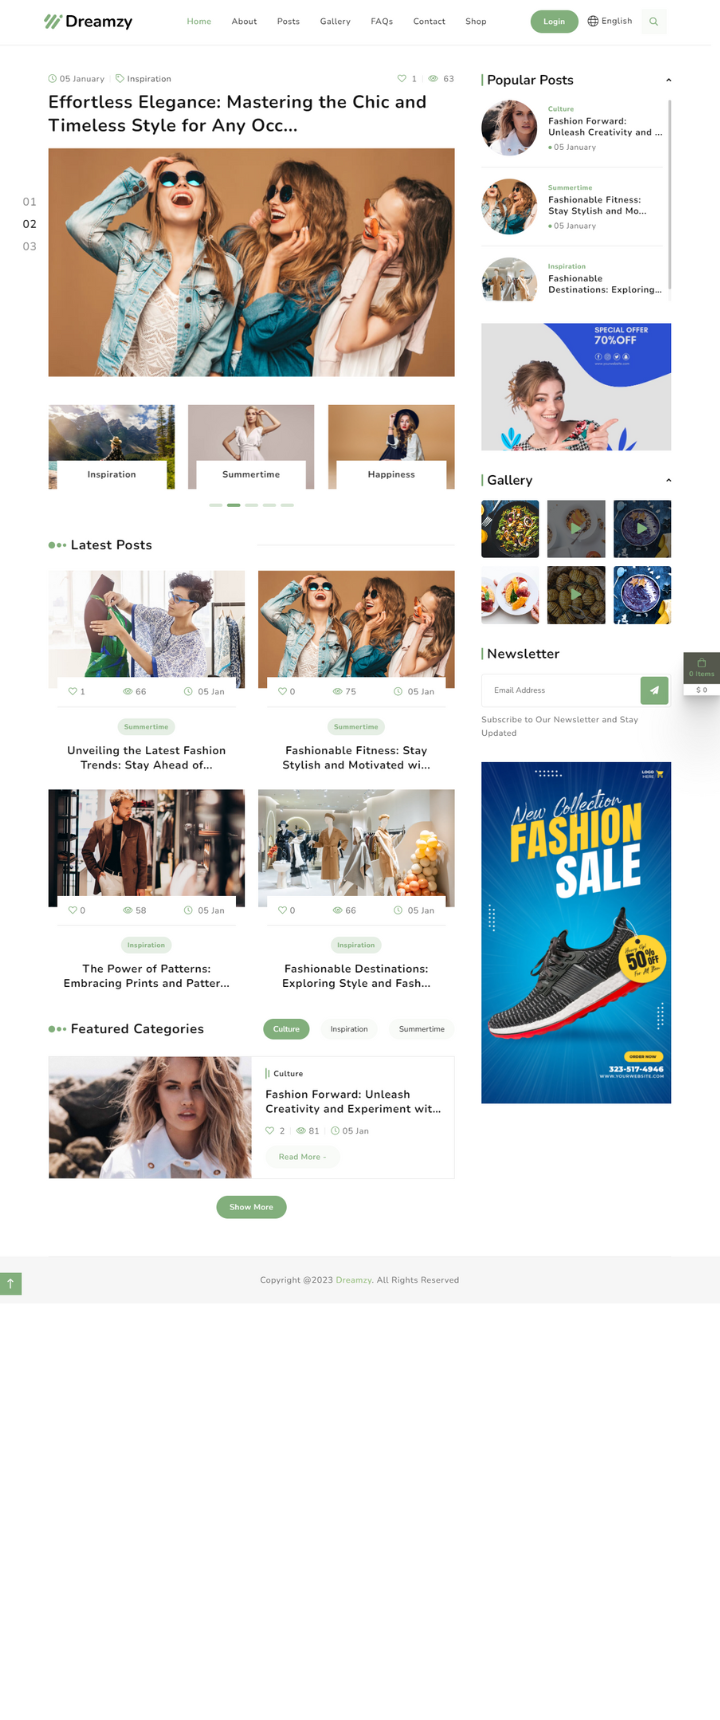 Dreamzy
Home About Posts Gallery FAQs Contact Shop
Login English
05 January Inspiration 1 63
Effortless Elegance: Mastering the Chic and
Timeless Style for Any Occ...
01
02
03
Inspiration Summertime Happiness
Latest Posts
1 66 05 Jan
Summertime
Unveiling the Latest Fashion
Trends: Stay Ahead of...
0 75 05 Jan
Summertime
Fashionable Fitness: Stay
Stylish and Motivated wi...
0 58 05 Jan
Inspiration
The Power of Patterns:
Embracing Prints and Patter...
0 66 05 Jan
Inspiration
Fashionable Destinations:
Exploring Style and Fash...
Featured Categories Culture Inspiration Summertime
Culture
Fashion Forward: Unleash
Creativity and Experiment wit...
2 81 05 Jan
Read More -
Show More
Popular Posts
Culture
Fashion Forward:
Unleash Creativity and ...
05 January
Summertime
Fashionable Fitness:
Stay Stylish and Mo...
05 January
Inspiration
Fashionable
Destinations: Exploring...
SPECIAL OFFER
70%OFF
Gallery
Newsletter
Email Address
Subscribe to Our Newsletter and Stay
Updated
0 Items
$ 0
LOGO
HERE
New Collection
FASHION
SALE
50%
OFF
ORDER NOW
323-517-4946
WWW.YOURWEBSITE.COM
Copyright @2023 Dreamzy. All Rights Reserved